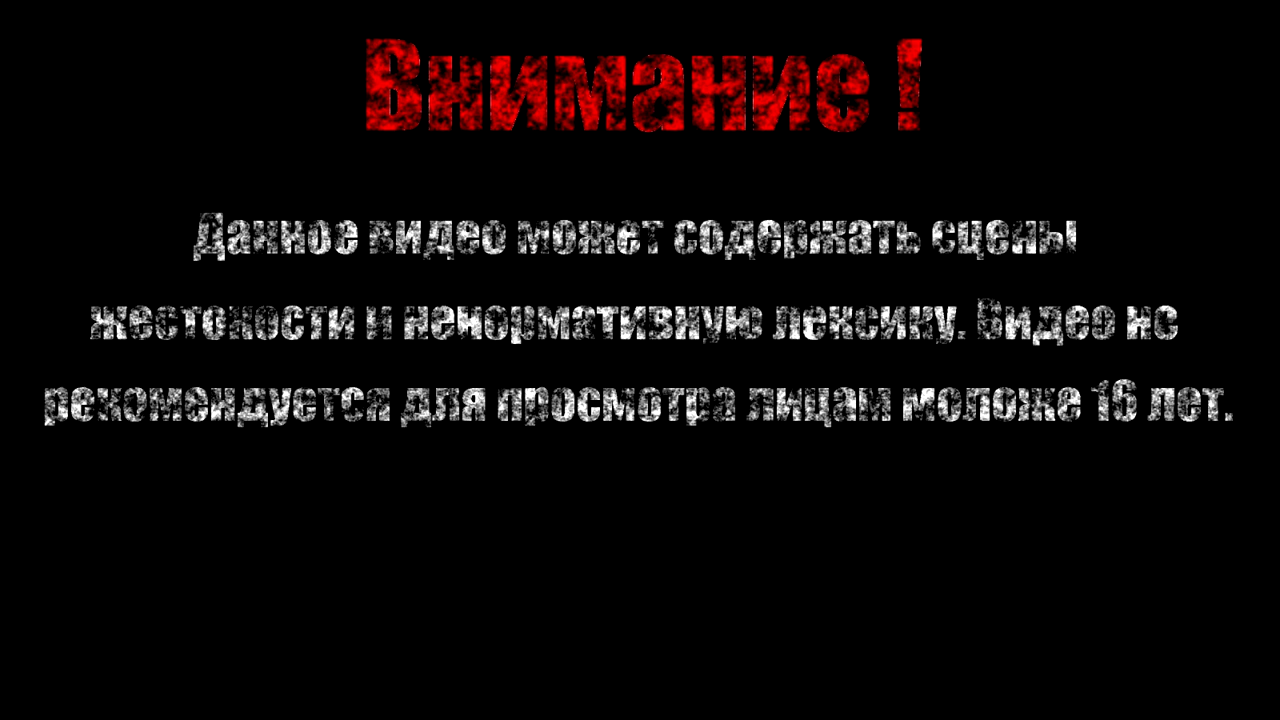 Внимание !
Данное видео может содержать сцены
жестокости и ненормативную лексику. Видео не
рекомендуется для просмотра лицам моложе 16 лет.